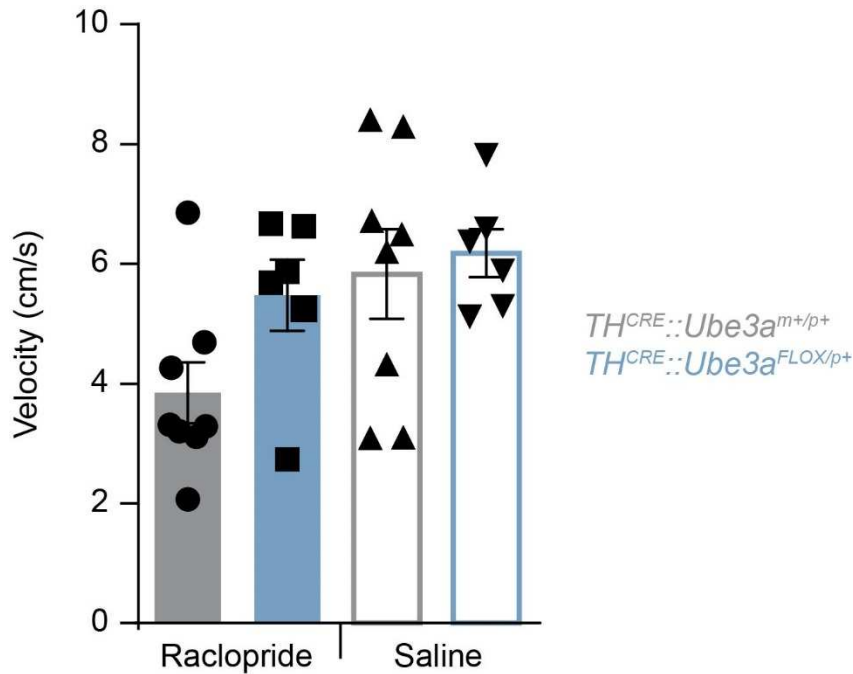 10
8
6
4
2
0
Velocity (cm/s)
Raclopride
Saline
TH^CRE::Ube3a^m+/p+
TH^CRE::Ube3a^FLOX/p+